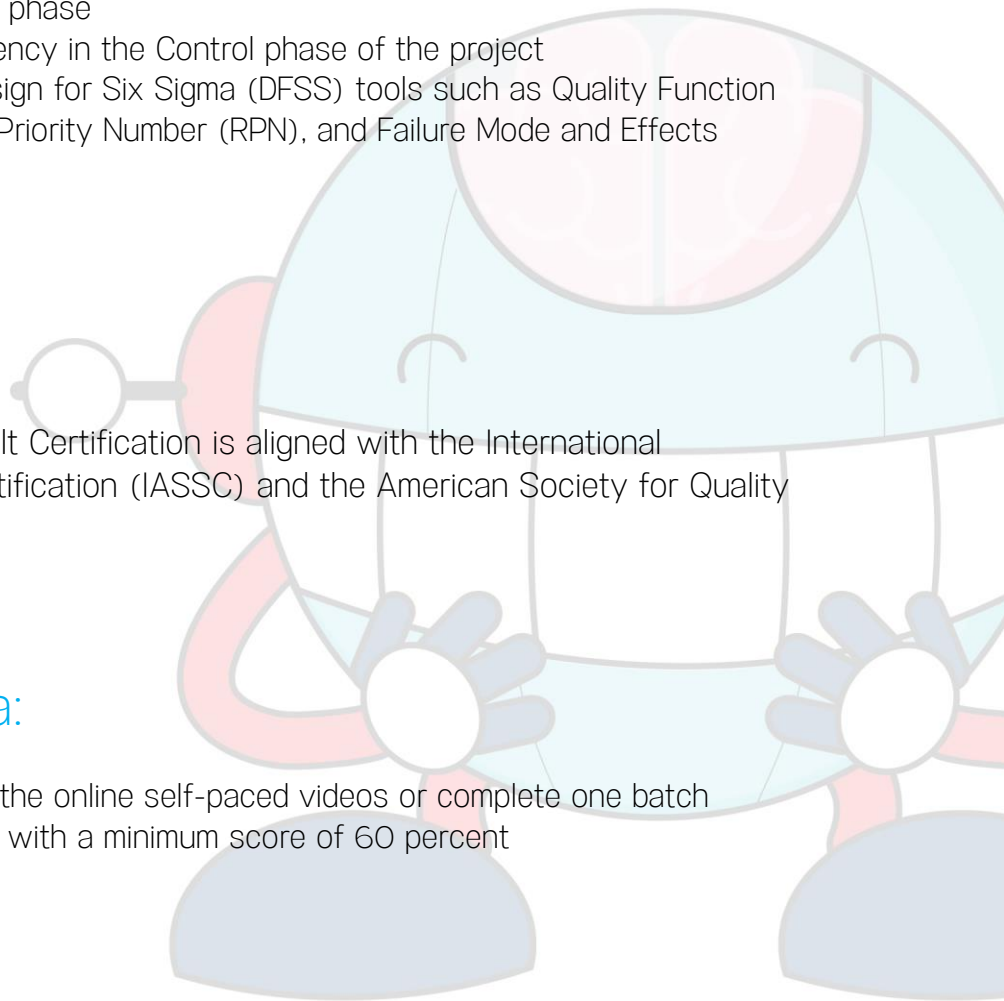 phase
ency in the Control phase of the project
sign for Six Sigma (DFSS) tools such as Quality Function
Priority Number (RPN), and Failure Mode and Effects
lt Certification is aligned with the International
tification (IASSC) and the American Society for Quality
a:
the online self-paced videos or complete one batch
with a minimum score of 60 percent